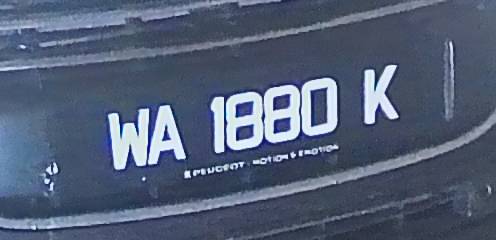 WA 1880 K
PEUGEOT · MOTION & EMOTION